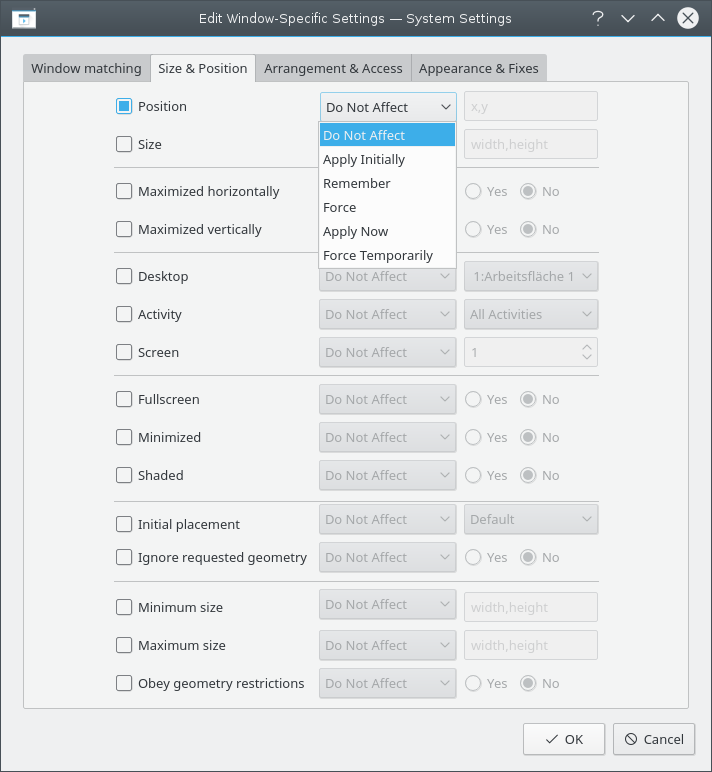 Edit Window-Specific Settings — System Settings
Window matching Size & Position Arrangement & Access Appearance & Fixes
Position Do Not Affect x,y
Do Not Affect
Size width,height
Apply Initially
Remember
Maximized horizontally Yes No
Force
Maximized vertically Yes No
Apply Now
Force Temporarily
Desktop Do Not Affect 1:Arbeitsfläche 1
Activity Do Not Affect All Activities
Screen Do Not Affect 1
Fullscreen Do Not Affect Yes No
Minimized Do Not Affect Yes No
Shaded Do Not Affect Yes No
Initial placement Do Not Affect Default
Ignore requested geometry Do Not Affect Yes No
Minimum size Do Not Affect width,height
Maximum size Do Not Affect width,height
Obey geometry restrictions Do Not Affect Yes No
OK Cancel